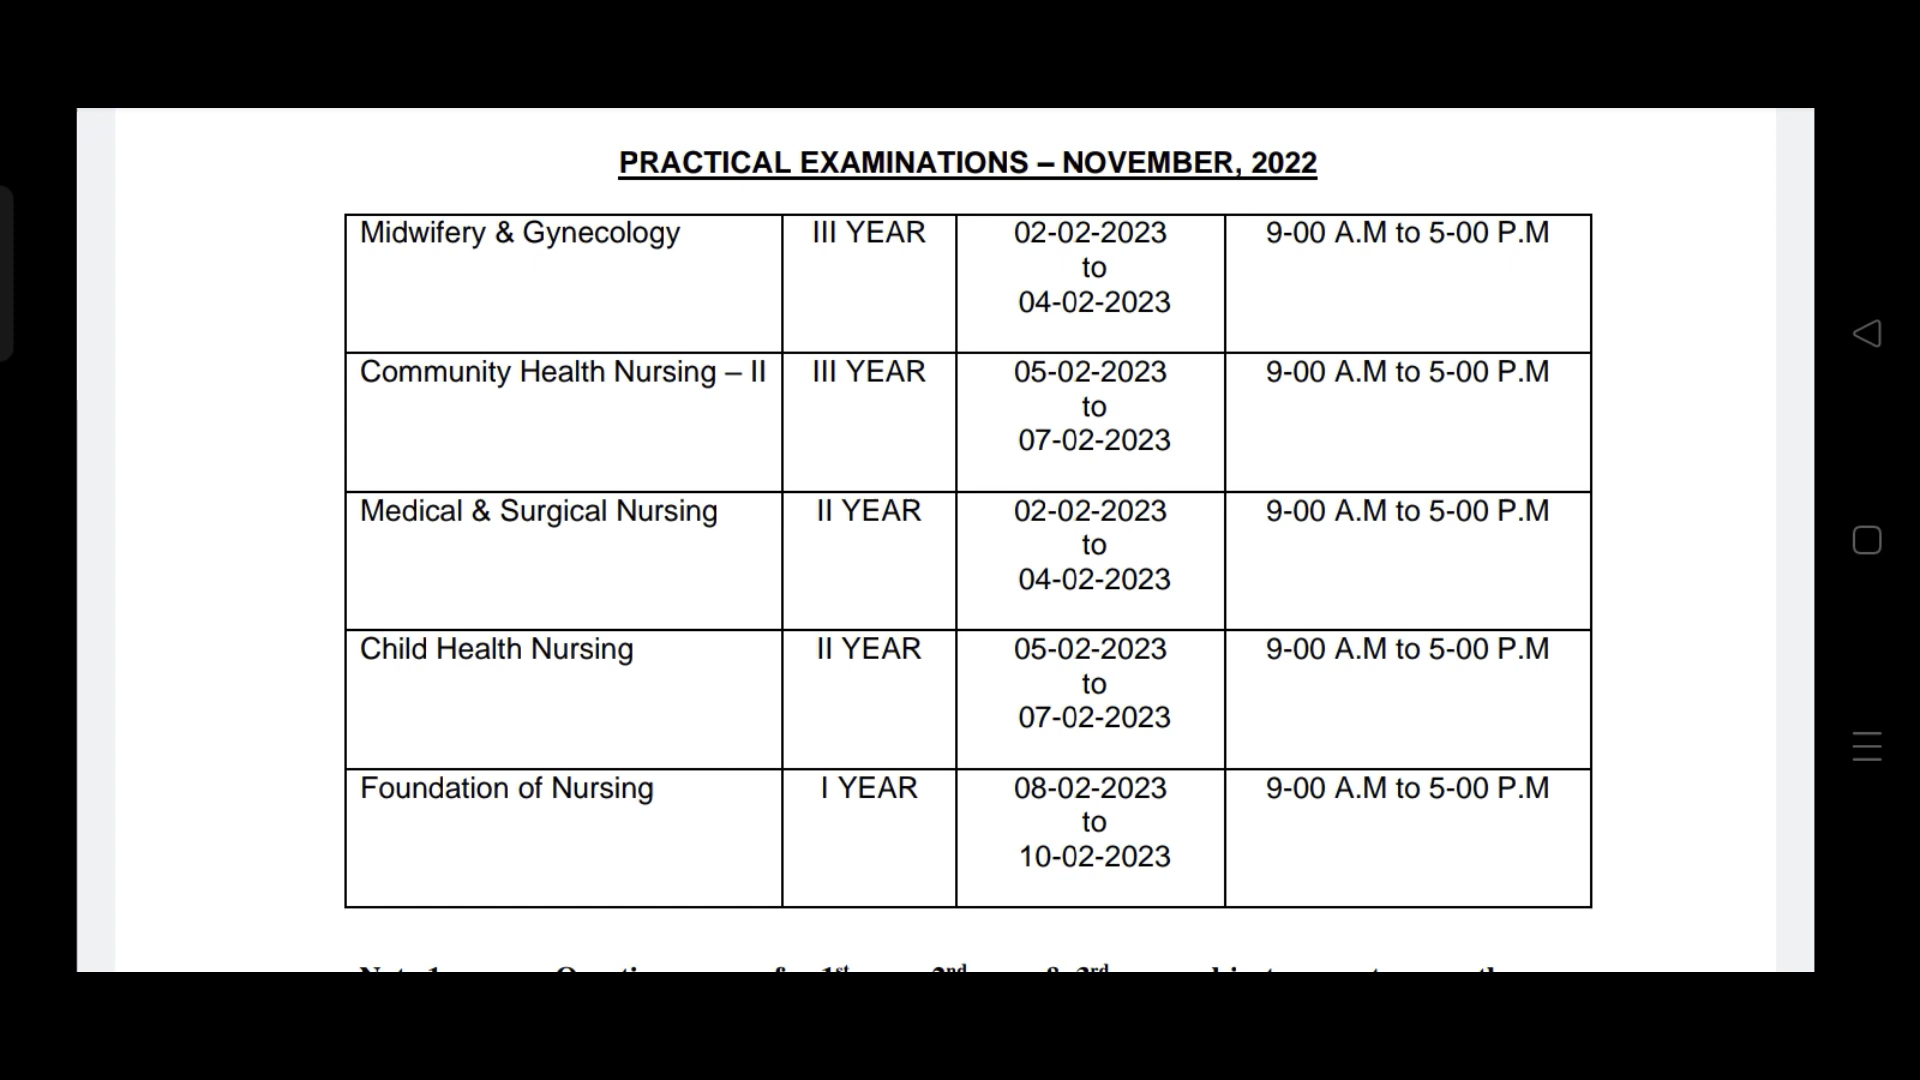 PRACTICAL EXAMINATIONS – NOVEMBER, 2022
Midwifery & Gynecology III YEAR 02-02-2023 9-00 A.M to 5-00 P.M
to
04-02-2023
Community Health Nursing – II III YEAR 05-02-2023 9-00 A.M to 5-00 P.M
to
07-02-2023
Medical & Surgical Nursing II YEAR 02-02-2023 9-00 A.M to 5-00 P.M
to
04-02-2023
Child Health Nursing II YEAR 05-02-2023 9-00 A.M to 5-00 P.M
to
07-02-2023
Foundation of Nursing I YEAR 08-02-2023 9-00 A.M to 5-00 P.M
to
10-02-2023